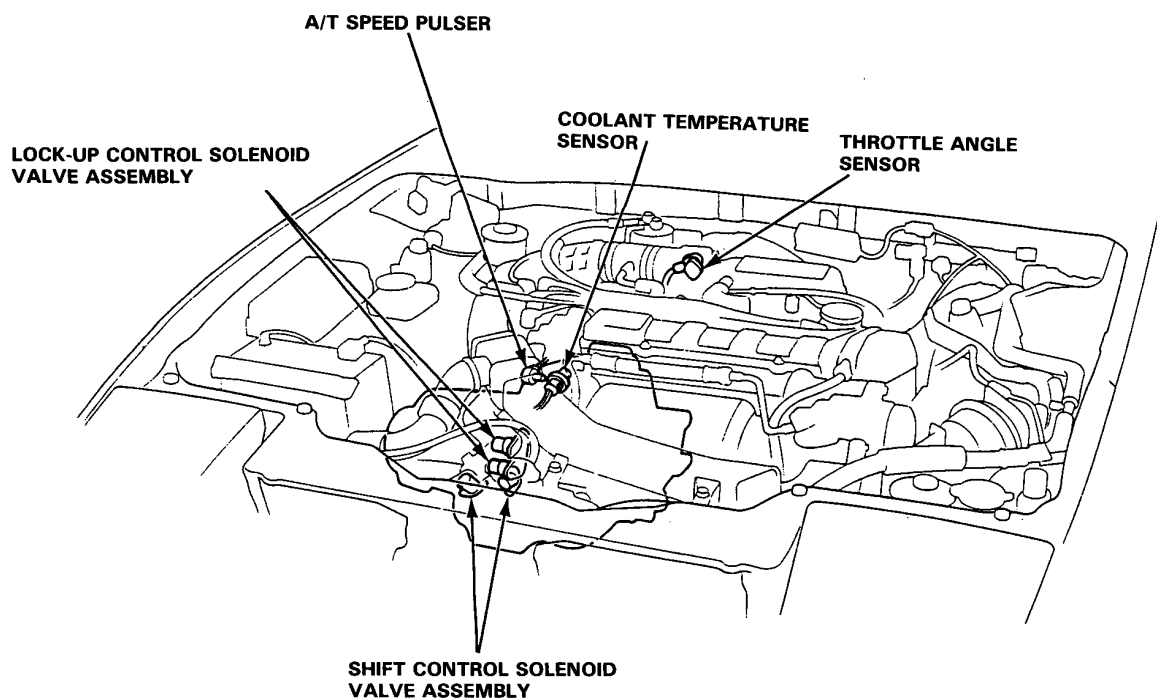 A/T SPEED PULSER
COOLANT TEMPERATURE
SENSOR
THROTTLE ANGLE
SENSOR
LOCK-UP CONTROL SOLENOID
VALVE ASSEMBLY
SHIFT CONTROL SOLENOID
VALVE ASSEMBLY